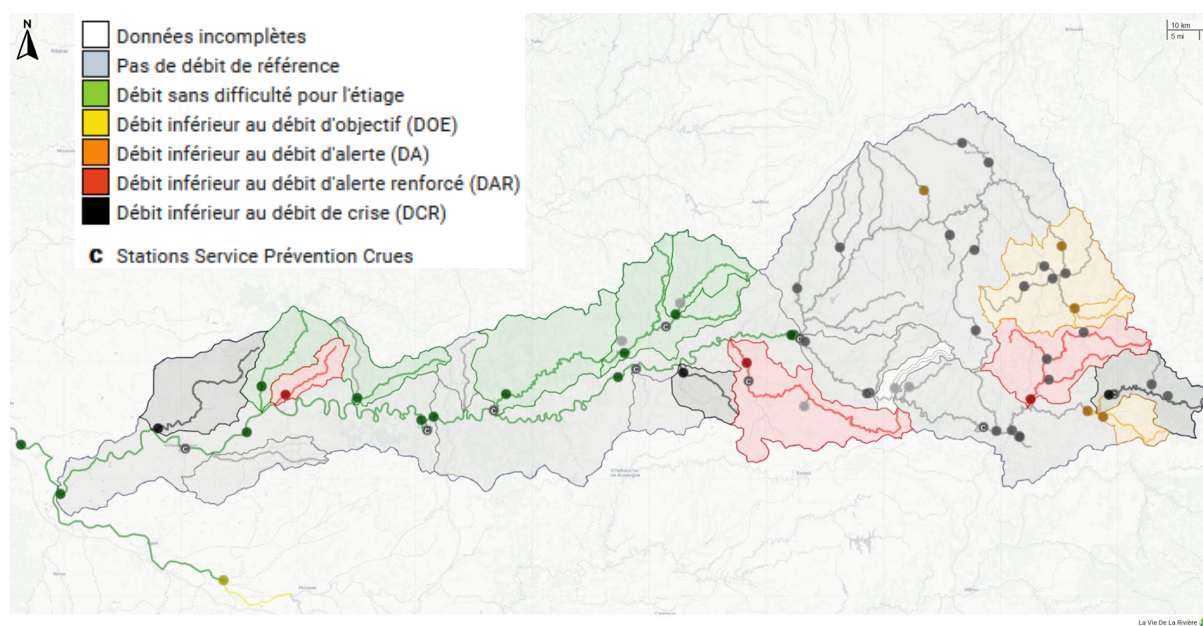 N
Données incomplètes
Pas de débit de référence
Débit sans difficulté pour l'étiage
Débit inférieur au débit d'objectif (DOE)
Débit inférieur au débit d'alerte (DA)
Débit inférieur au débit d'alerte renforcé (DAR)
Débit inférieur au débit de crise (DCR)
C Stations Service Prévention Crues
10 km
5 mi
C
C
C
C
C
C
C
C
La Vie De La Rivière